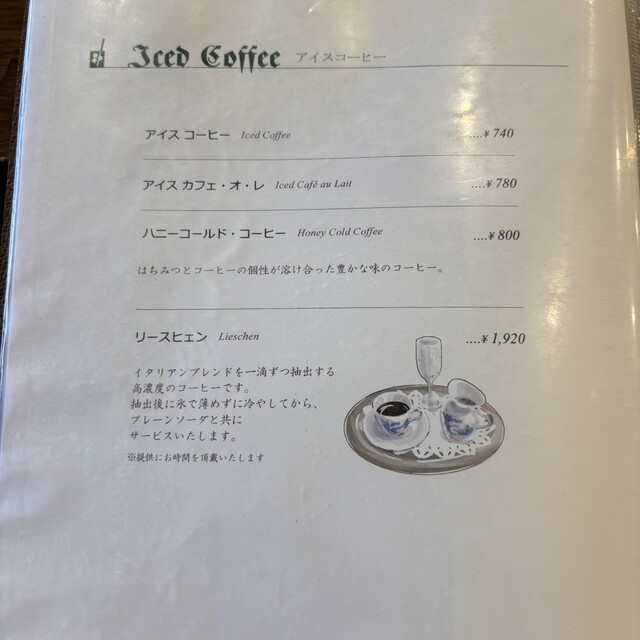 Iced Coffee アイスコーヒー
アイス コーヒー Iced Coffee ....¥ 740
アイス カフェ・オ・レ Iced Café au Lait ....¥ 780
ハニーコールド・コーヒー Honey Cold Coffee ....¥ 800
はちみつとコーヒーの個性が溶け合った豊かな味のコーヒー。
リースヒェン Lieschen ....¥ 1,920
イタリアンブレンドを一滴ずつ抽出する
高濃度のコーヒーです。
抽出後に氷で薄めずに冷やしてから、
プレーンソーダと共に
サービスいたします。
※提供にお時間を頂戴いたします